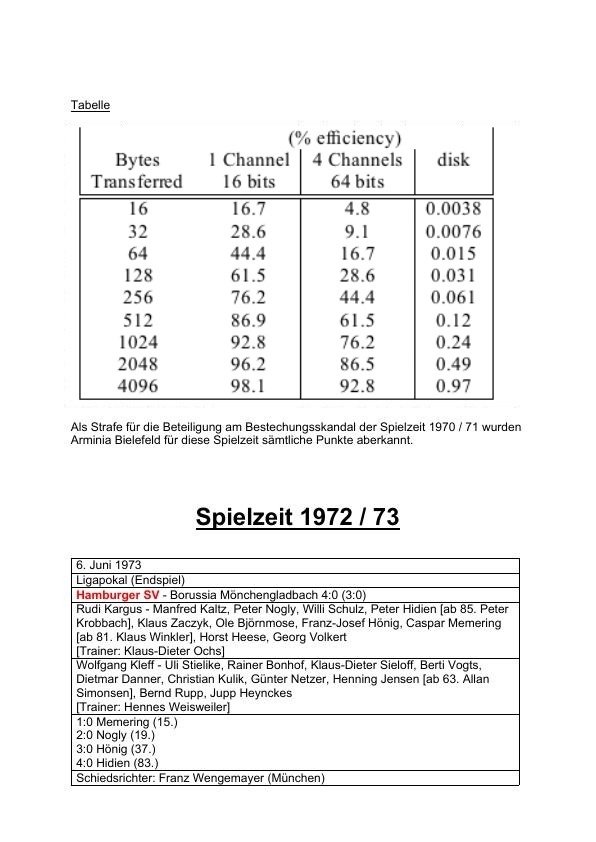 Tabelle
(% efficiency)
Bytes 1 Channel 4 Channels disk
Transferred 16 bits 64 bits
16 16.7 4.8 0.0038
32 28.6 9.1 0.0076
64 44.4 16.7 0.015
128 61.5 28.6 0.031
256 76.2 44.4 0.061
512 86.9 61.5 0.12
1024 92.8 76.2 0.24
2048 96.2 86.5 0.49
4096 98.1 92.8 0.97
Als Strafe für die Beteiligung am Bestechungsskandal der Spielzeit 1970 / 71 wurden
Arminia Bielefeld für diese Spielzeit sämtliche Punkte aberkannt.
Spielzeit 1972 / 73
6. Juni 1973
Ligapokal (Endspiel)
Hamburger SV - Borussia Mönchengladbach 4:0 (3:0)
Rudi Kargus - Manfred Kaltz, Peter Nogly, Willi Schulz, Peter Hidien [ab 85. Peter
Krobbach], Klaus Zaczyk, Ole Björnmose, Franz-Josef Hönig, Caspar Memering
[ab 81. Klaus Winkler], Horst Heese, Georg Volkert
[Trainer: Klaus-Dieter Ochs]
Wolfgang Kleff - Uli Stielike, Rainer Bonhof, Klaus-Dieter Sieloff, Berti Vogts,
Dietmar Danner, Christian Kulik, Günter Netzer, Henning Jensen [ab 63. Allan
Simonsen], Bernd Rupp, Jupp Heynckes
[Trainer: Hennes Weisweiler]
1:0 Memering (15.)
2:0 Nogly (19.)
3:0 Hönig (37.)
4:0 Hidien (83.)
Schiedsrichter: Franz Wengemayer (München)